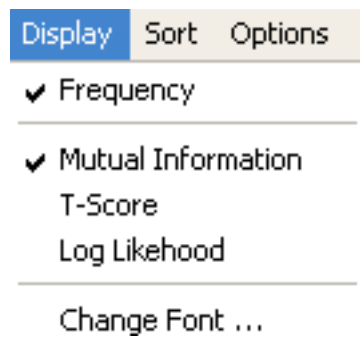 Display Sort Options
Frequency
Mutual Information
T-Score
Log Likehood
Change Font ...